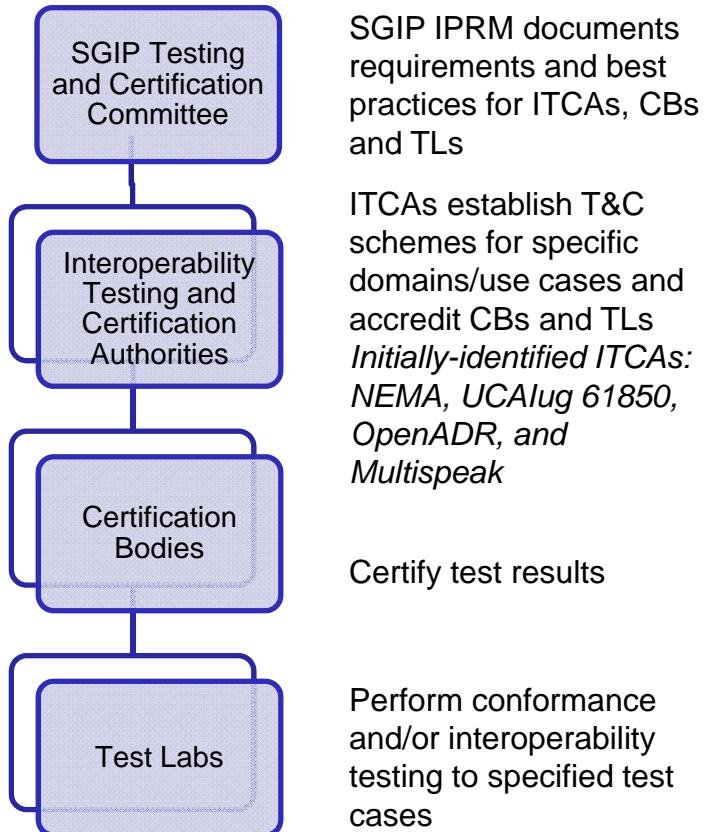 SGIP Testing
and Certification
Committee
SGIP IPRM documents
requirements and best
practices for ITCAs, CBs
and TLs
Interoperability
Testing and
Certification
Authorities
ITCAs establish T&C
schemes for specific
domains/use cases and
accredit CBs and TLs
Initially-identified ITCAs:
NEMA, UCAIug 61850,
OpenADR, and
Multispeak
Certification
Bodies
Certify test results
Test Labs
Perform conformance
and/or interoperability
testing to specified test
cases